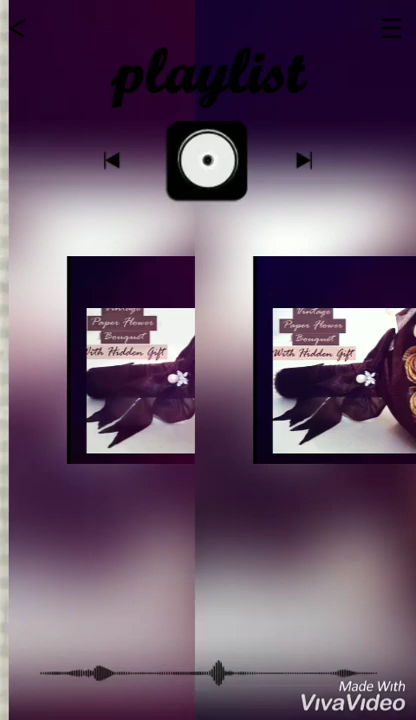 playlist
Vintage
Paper Flower
Bouquet
With Hidden Gift
Vintage
Paper Flower
Bouquet
With Hidden Gift
Made With
VivaVideo